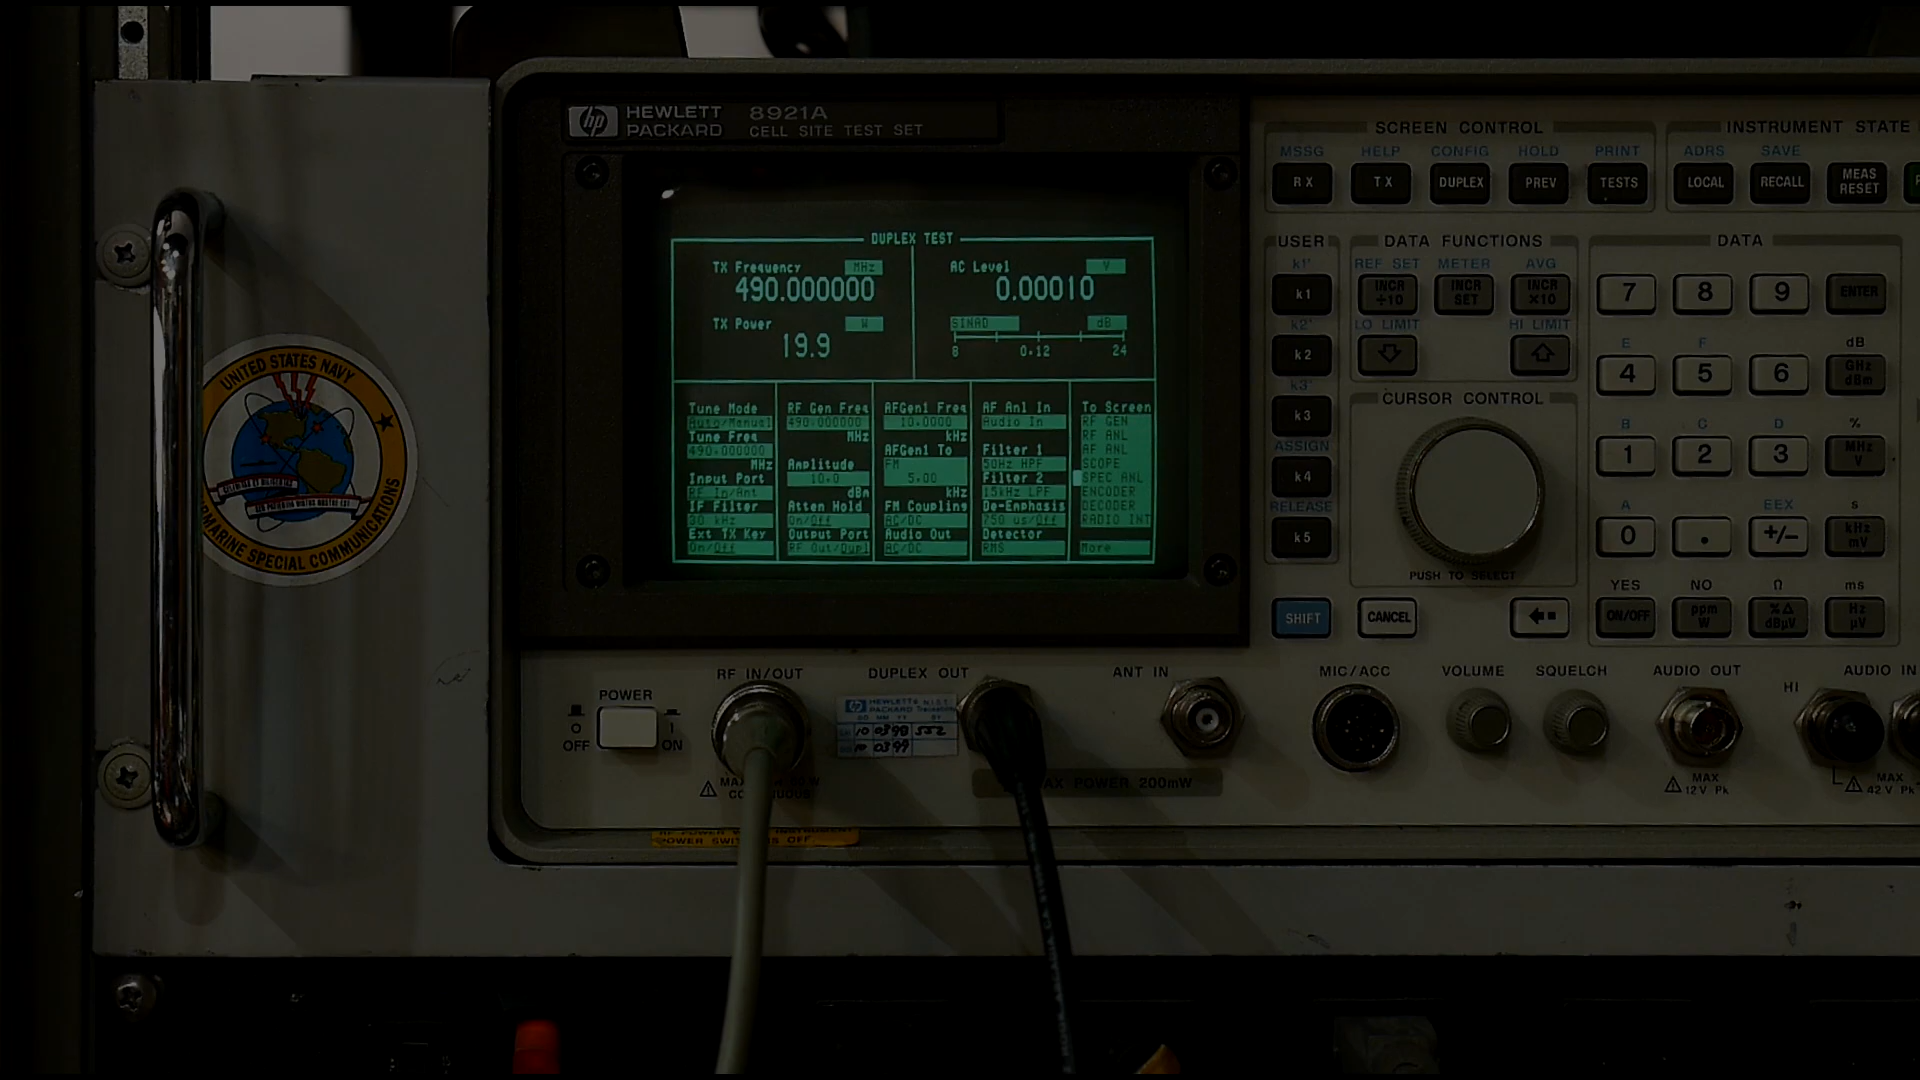 hp HEWLETT PACKARD 8921A
CELL SITE TEST SET
DUPLEX TEST
TX Frequency MHz
490.000000
TX Power W
19.9
AC Level V
0.00010
SINAD dB
8 0.12 24
Tune Mode
Auto/Manual
Tune Freq
490.000000
MHz
Input Port
RF In/Ant
IF Filter
30 kHz
Ext TX Key
On/Off
RF Gen Freq
490.000000
MHz
Amplitude
10.0
dBm
Atten Hold
On/Off
Output Port
RF Out/Dupl
AFGen1 Freq
10.0000
kHz
AFGen1 To
FM
5.00
kHz
FM Coupling
AC/DC
Audio Out
AC/DC
AF Anl In
Audio In
Filter 1
50Hz HPF
Filter 2
15kHz LPF
De-Emphasis
750 us/Off
Detector
RMS
To Screen
RF GEN
RF ANL
AF ANL
SCOPE
SPEC ANL
ENCODER
DECODER
RADIO INT
More
UNITED STATES NAVY
SUBMARINE SPECIAL COMMUNICATIONS
SCREEN CONTROL
MSSG HELP CONFIG HOLD PRINT
RX TX DUPLEX PREV TESTS
INSTRUMENT STATE
ADRS SAVE
LOCAL RECALL MEAS RESET
USER
k1'
k1
k2'
k2
k3'
k3
ASSIGN
k4
RELEASE
k5
DATA FUNCTIONS
REF SET METER AVG
INCR ÷10 INCR SET INCR X10
LO LIMIT HI LIMIT
CURSOR CONTROL
PUSH TO SELECT
DATA
7 8 9 ENTER
E F dB
4 5 6 GHz dBm
B C D %
1 2 3 MHz V
A EEX s
0 . +/− kHz mV
YES NO Ω ms
ON/OFF ppm W %Δ dBµV Hz µV
SHIFT CANCEL
POWER
O OFF
I ON
RF IN/OUT
DUPLEX OUT
HEWLETT PACKARD
10 0398 552
10 0399
ANT IN
POWER 200mW
MIC/ACC
VOLUME
SQUELCH
AUDIO OUT
MAX 12 V Pk
HI
AUDIO IN
MAX 42 V Pk
OFF.